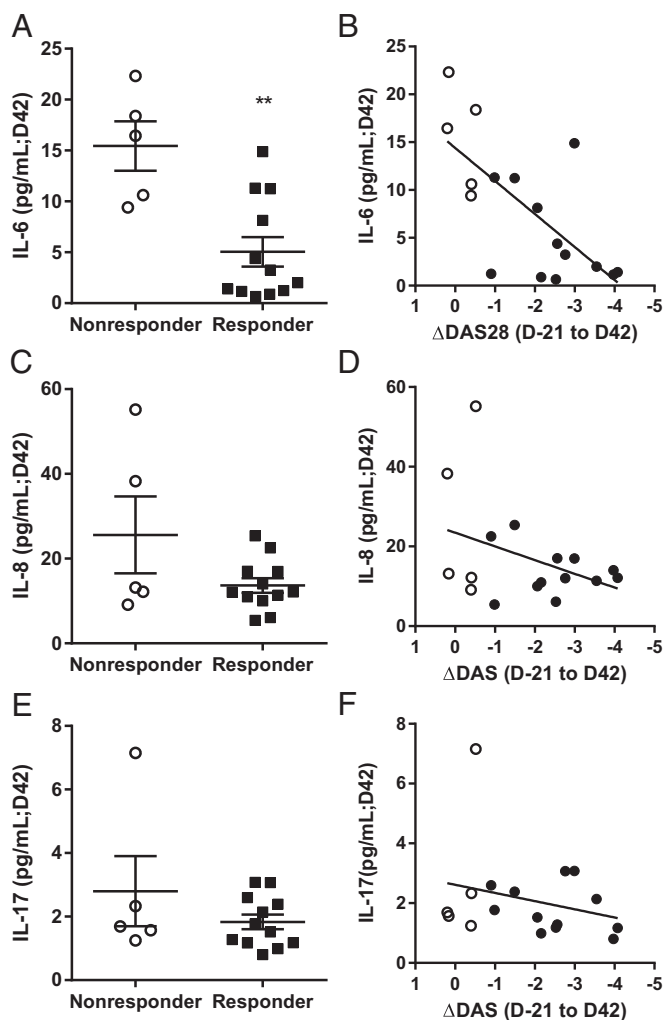 A
IL-6 (pg/mL;D42)
25
20
15
10
5
0
**
Nonresponder
Responder
B
IL-6 (pg/mL;D42)
25
20
15
10
5
0
1 0 -1 -2 -3 -4 -5
ΔDAS28 (D-21 to D42)
C
IL-8 (pg/mL;D42)
60
40
20
0
Nonresponder
Responder
D
IL-8 (pg/mL;D42)
60
40
20
0
1 0 -1 -2 -3 -4 -5
ΔDAS (D-21 to D42)
E
IL-17 (pg/mL;D42)
8
6
4
2
0
Nonresponder
Responder
F
IL-17(pg/mL;D42)
8
6
4
2
0
1 0 -1 -2 -3 -4 -5
ΔDAS (D-21 to D42)